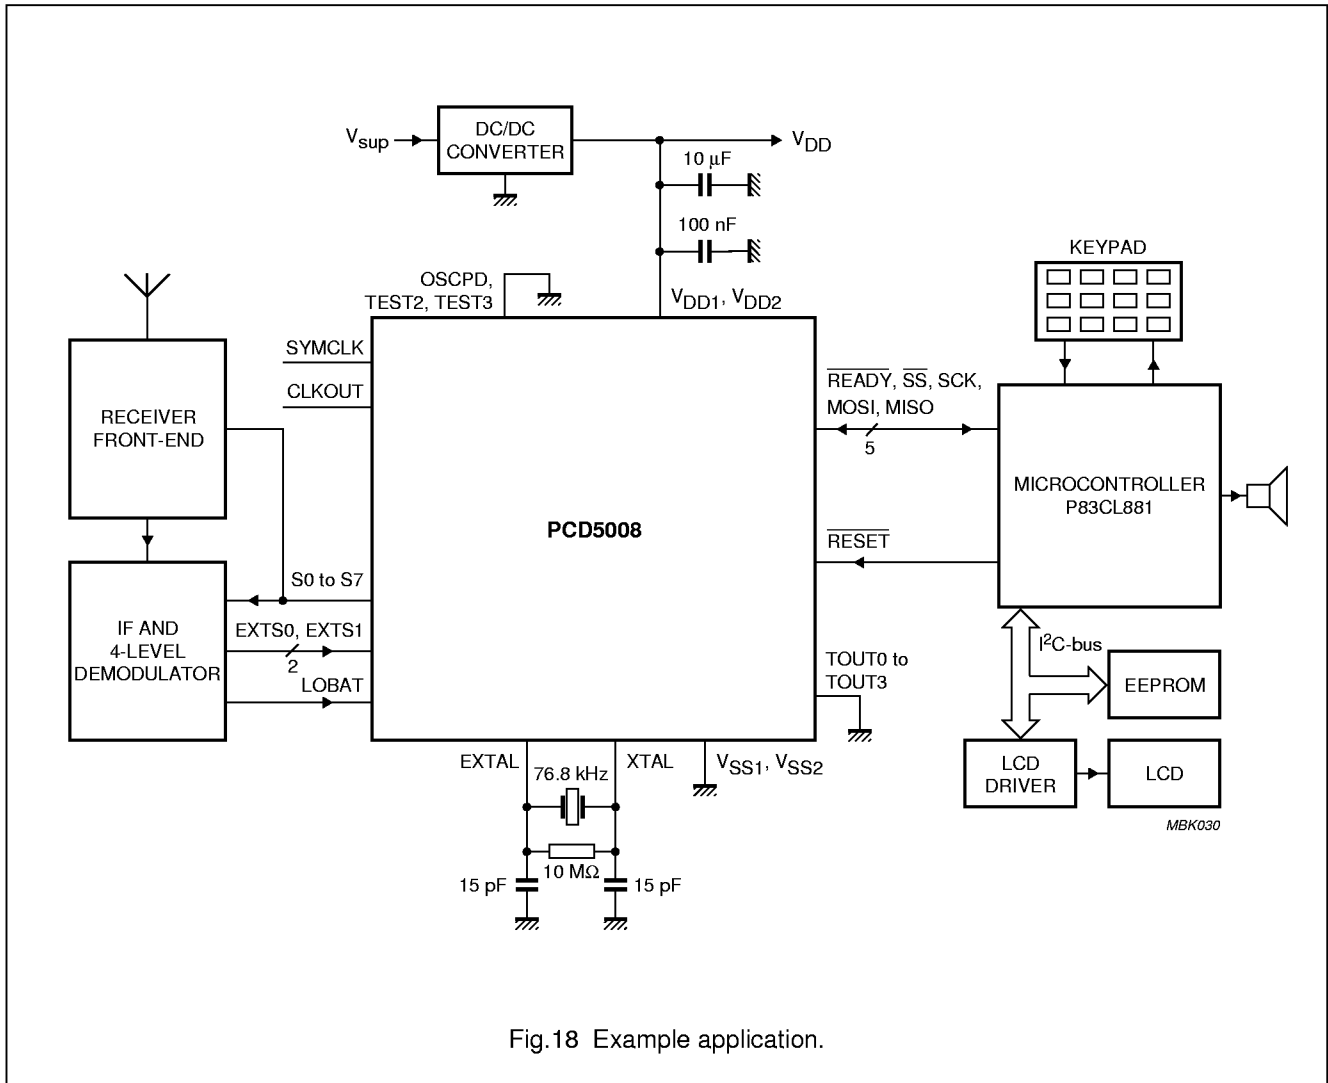 V_sup
DC/DC
CONVERTER
V_DD
10 μF
100 nF
KEYPAD
OSCPD,
TEST2, TEST3
V_DD1, V_DD2
SYMCLK
CLKOUT
RECEIVER
FRONT-END
R̅E̅A̅D̅Y̅, S̅S̅, SCK,
MOSI, MISO
5
MICROCONTROLLER
P83CL881
PCD5008
R̅E̅S̅E̅T̅
S0 to S7
IF AND
4-LEVEL
DEMODULATOR
EXTS0, EXTS1
2
LOBAT
I²C-bus
TOUT0 to
TOUT3
EEPROM
EXTAL
XTAL
76.8 kHz
V_SS1, V_SS2
LCD
DRIVER
LCD
MBK030
10 MΩ
15 pF
15 pF
Fig.18 Example application.